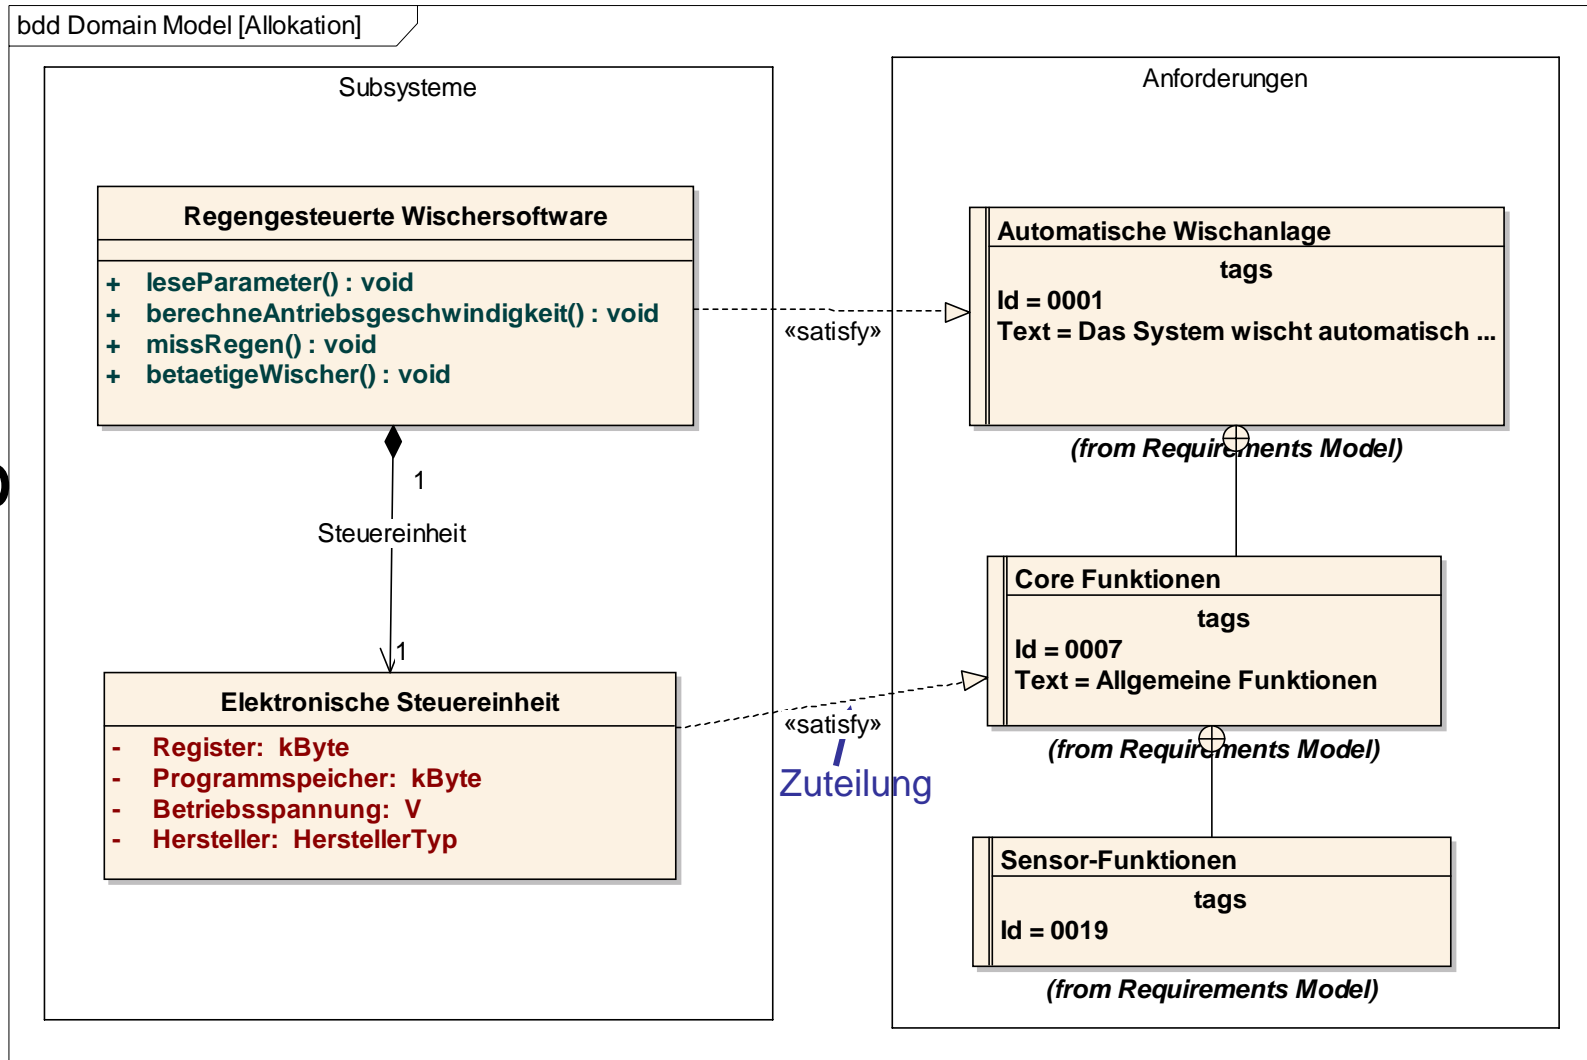 bdd Domain Model [Allokation]
Subsysteme
Regengesteuerte Wischersoftware
+ leseParameter() : void
+ berechneAntriebsgeschwindigkeit() : void
+ missRegen() : void
+ betaetigeWischer() : void
1
Steuereinheit
1
Elektronische Steuereinheit
- Register: kByte
- Programmspeicher: kByte
- Betriebsspannung: V
- Hersteller: HerstellerTyp
«satisfy»
«satisfy»
Zuteilung
Anforderungen
Automatische Wischanlage
tags
Id = 0001
Text = Das System wischt automatisch ...
(from Requirements Model)
Core Funktionen
tags
Id = 0007
Text = Allgemeine Funktionen
(from Requirements Model)
Sensor-Funktionen
tags
Id = 0019
(from Requirements Model)